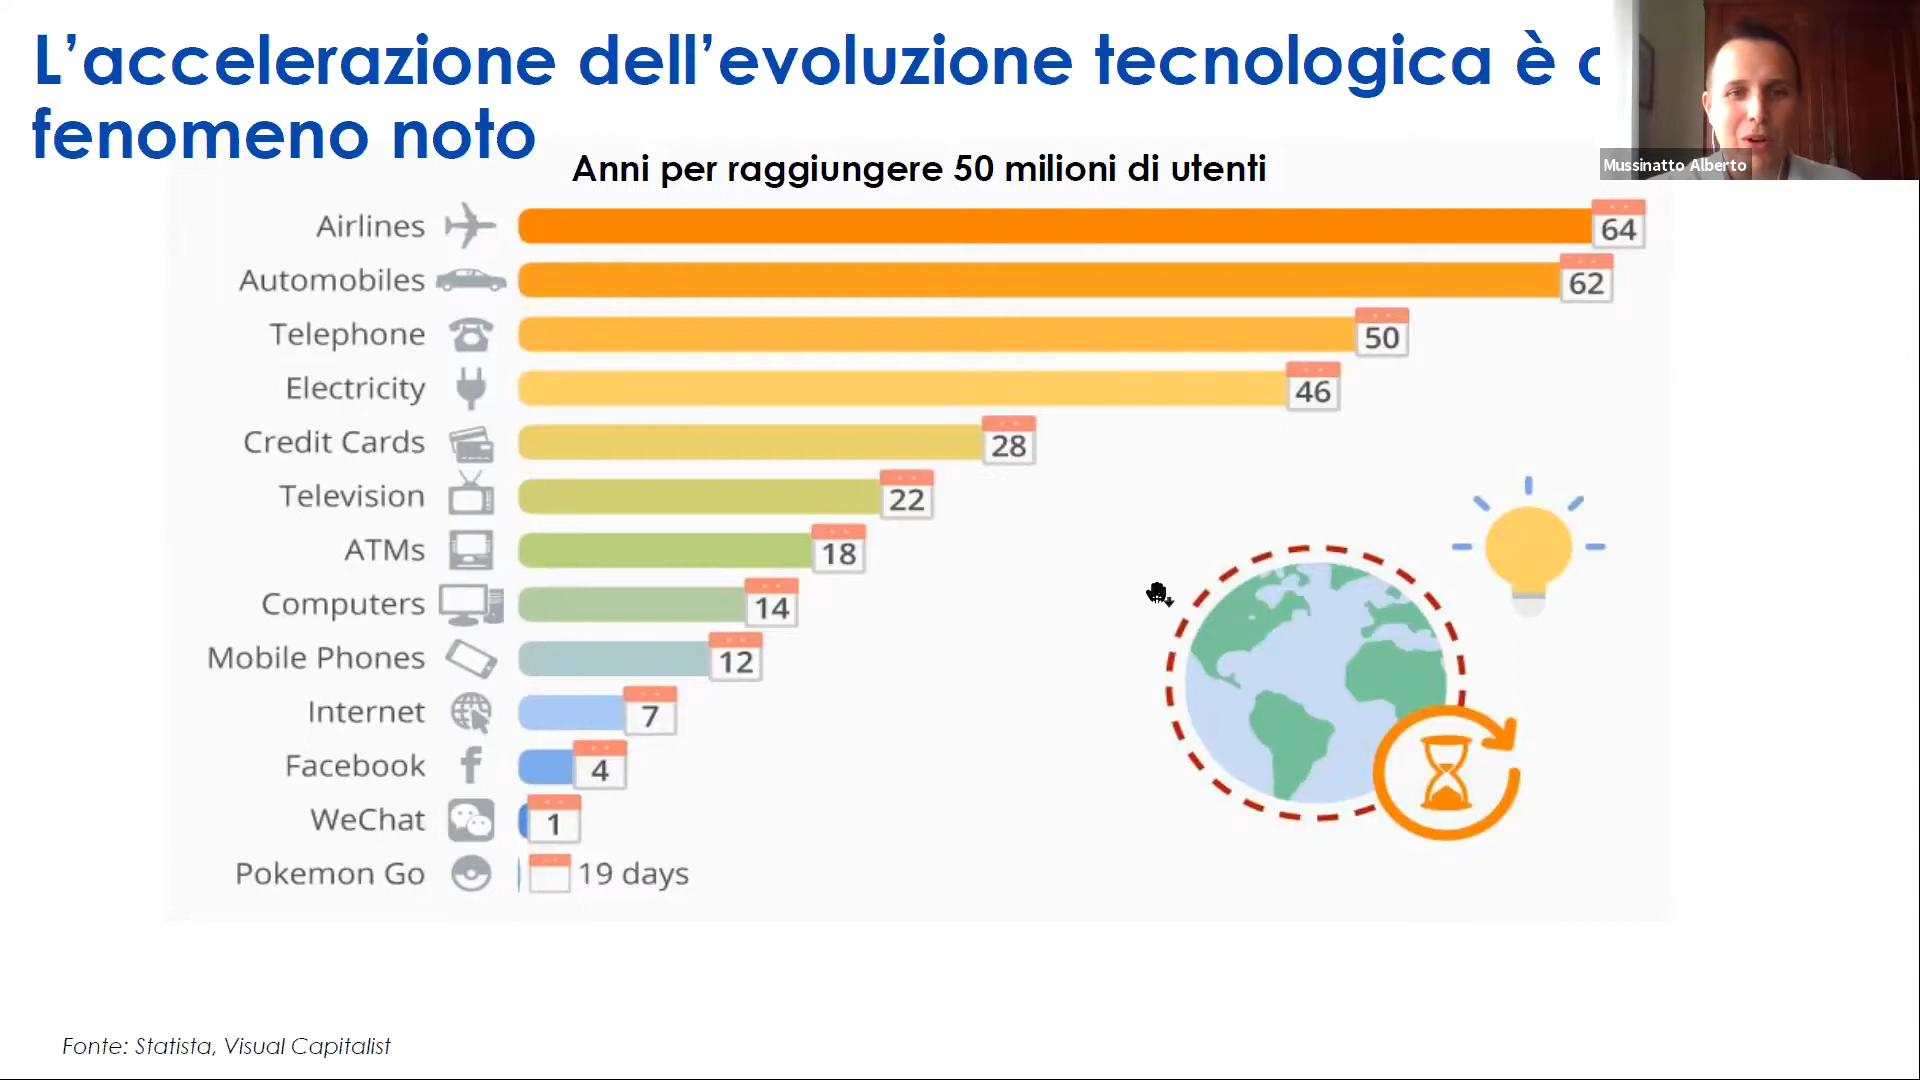 L’accelerazione dell’evoluzione tecnologica è
fenomeno noto
Mussinatto Alberto
Anni per raggiungere 50 milioni di utenti
Airlines 64
Automobiles 62
Telephone 50
Electricity 46
Credit Cards 28
Television 22
ATMs 18
Computers 14
Mobile Phones 12
Internet 7
Facebook 4
WeChat 1
Pokemon Go 19 days
Fonte: Statista, Visual Capitalist